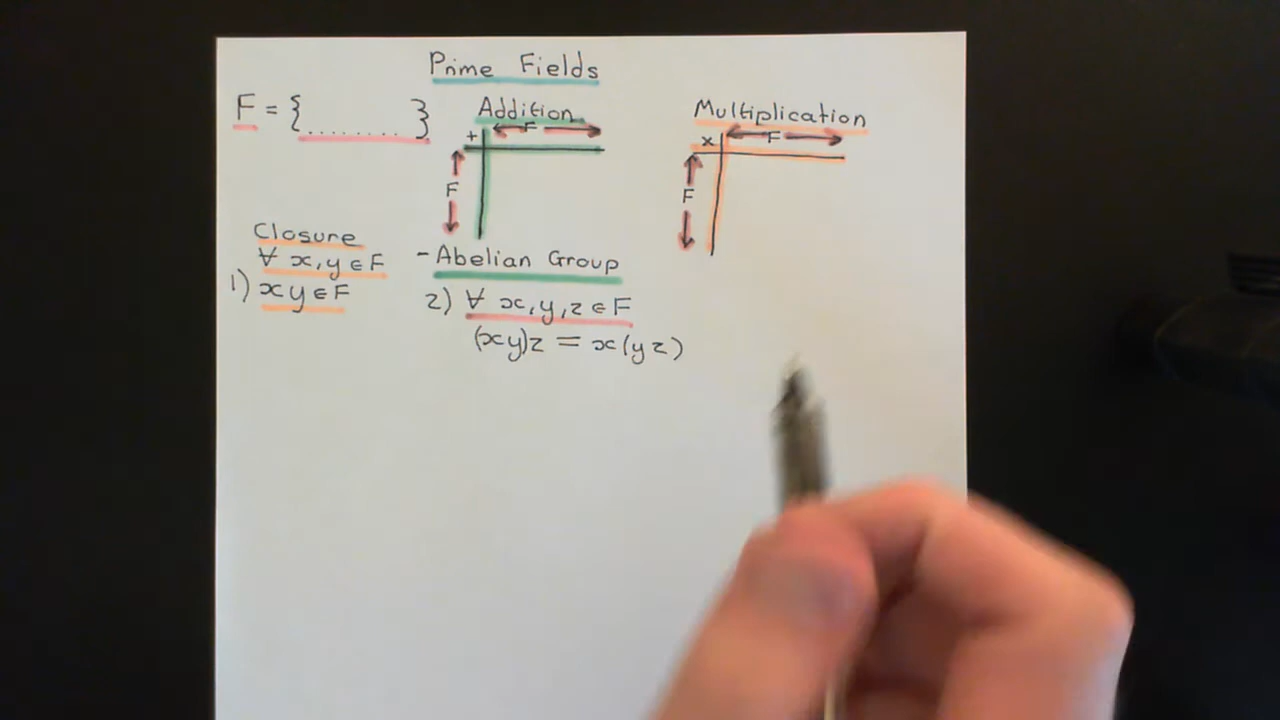 Prime Fields
F = {........}
Addition
+ F
F
Multiplication
x F
F
Closure
∀ x, y ∈ F
1) xy ∈ F
- Abelian Group
2) ∀ x, y, z ∈ F
(xy)z = x(yz)